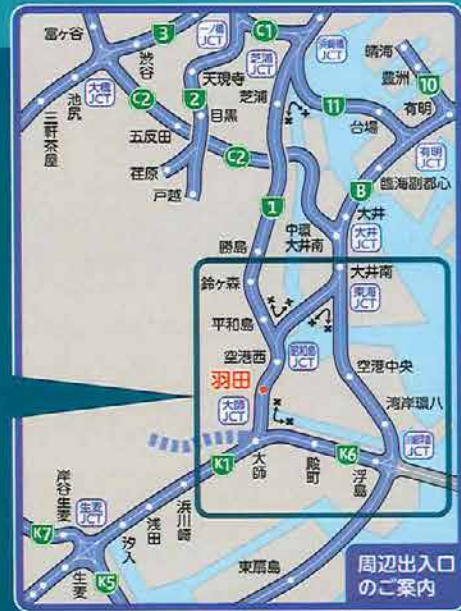 富ヶ谷
渋谷
3
一ノ橋
JCT
C1
芝浦
JCT
浜崎橋
JCT
晴海
豊洲
10
有明
大橋
JCT
池尻
三軒茶屋
C2
天現寺
2
目黒
芝浦
11
台場
五反田
荏原
戸越
C2
有明
JCT
臨海副都心
B
1
大井
中環
大井南
大井
JCT
勝島
大井南
鈴ヶ森
東海
JCT
平和島
空港西
昭和島
JCT
空港中央
羽田
大師
JCT
湾岸環八
川崎浮島
JCT
K1
大師
殿町
K6
浮島
岸谷生麦
生麦
JCT
浜川崎
浅田
汐入
K7
K5
生麦
東扇島
周辺出入口
のご案内